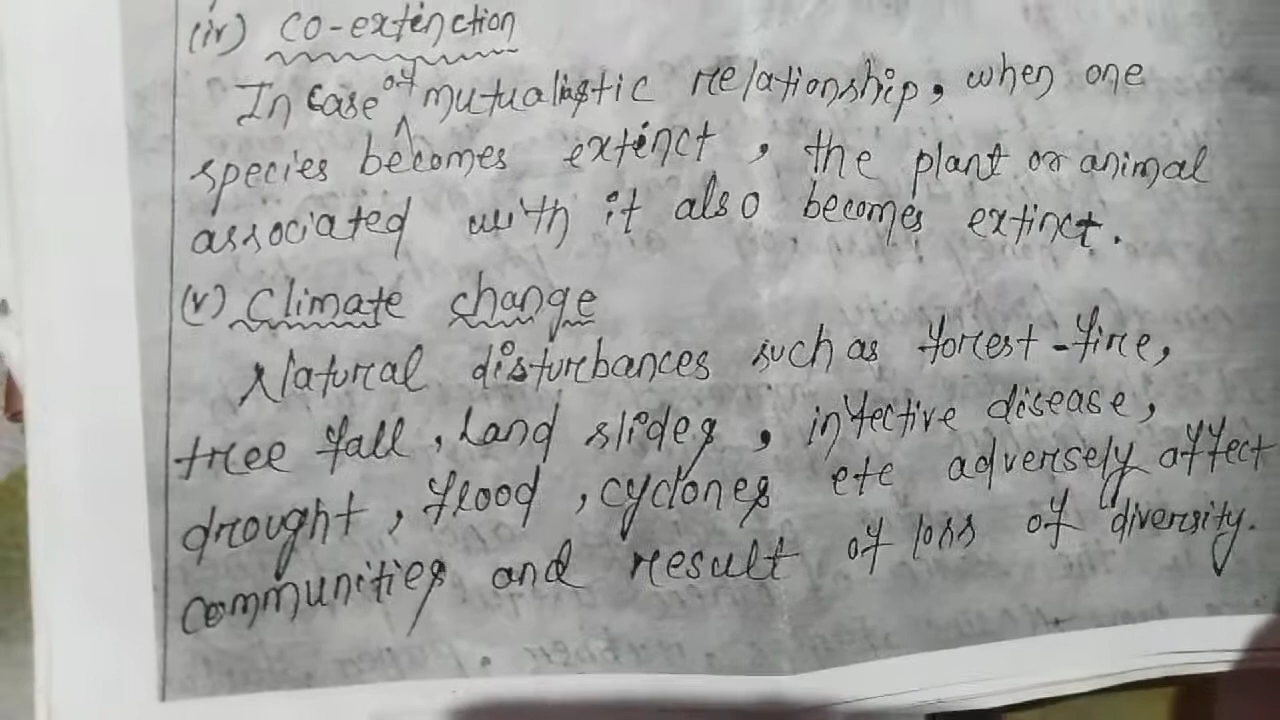 (iv) co-extinction
In case of mutualistic relationship, when one
species becomes extinct, the plant or animal
associated with it also becomes extinct.
(v) Climate change
Natural disturbances such as forest-fire,
tree fall, Land slides, infective disease,
drought, flood, cyclones etc adversely affect
communities and result of loss of diversity.